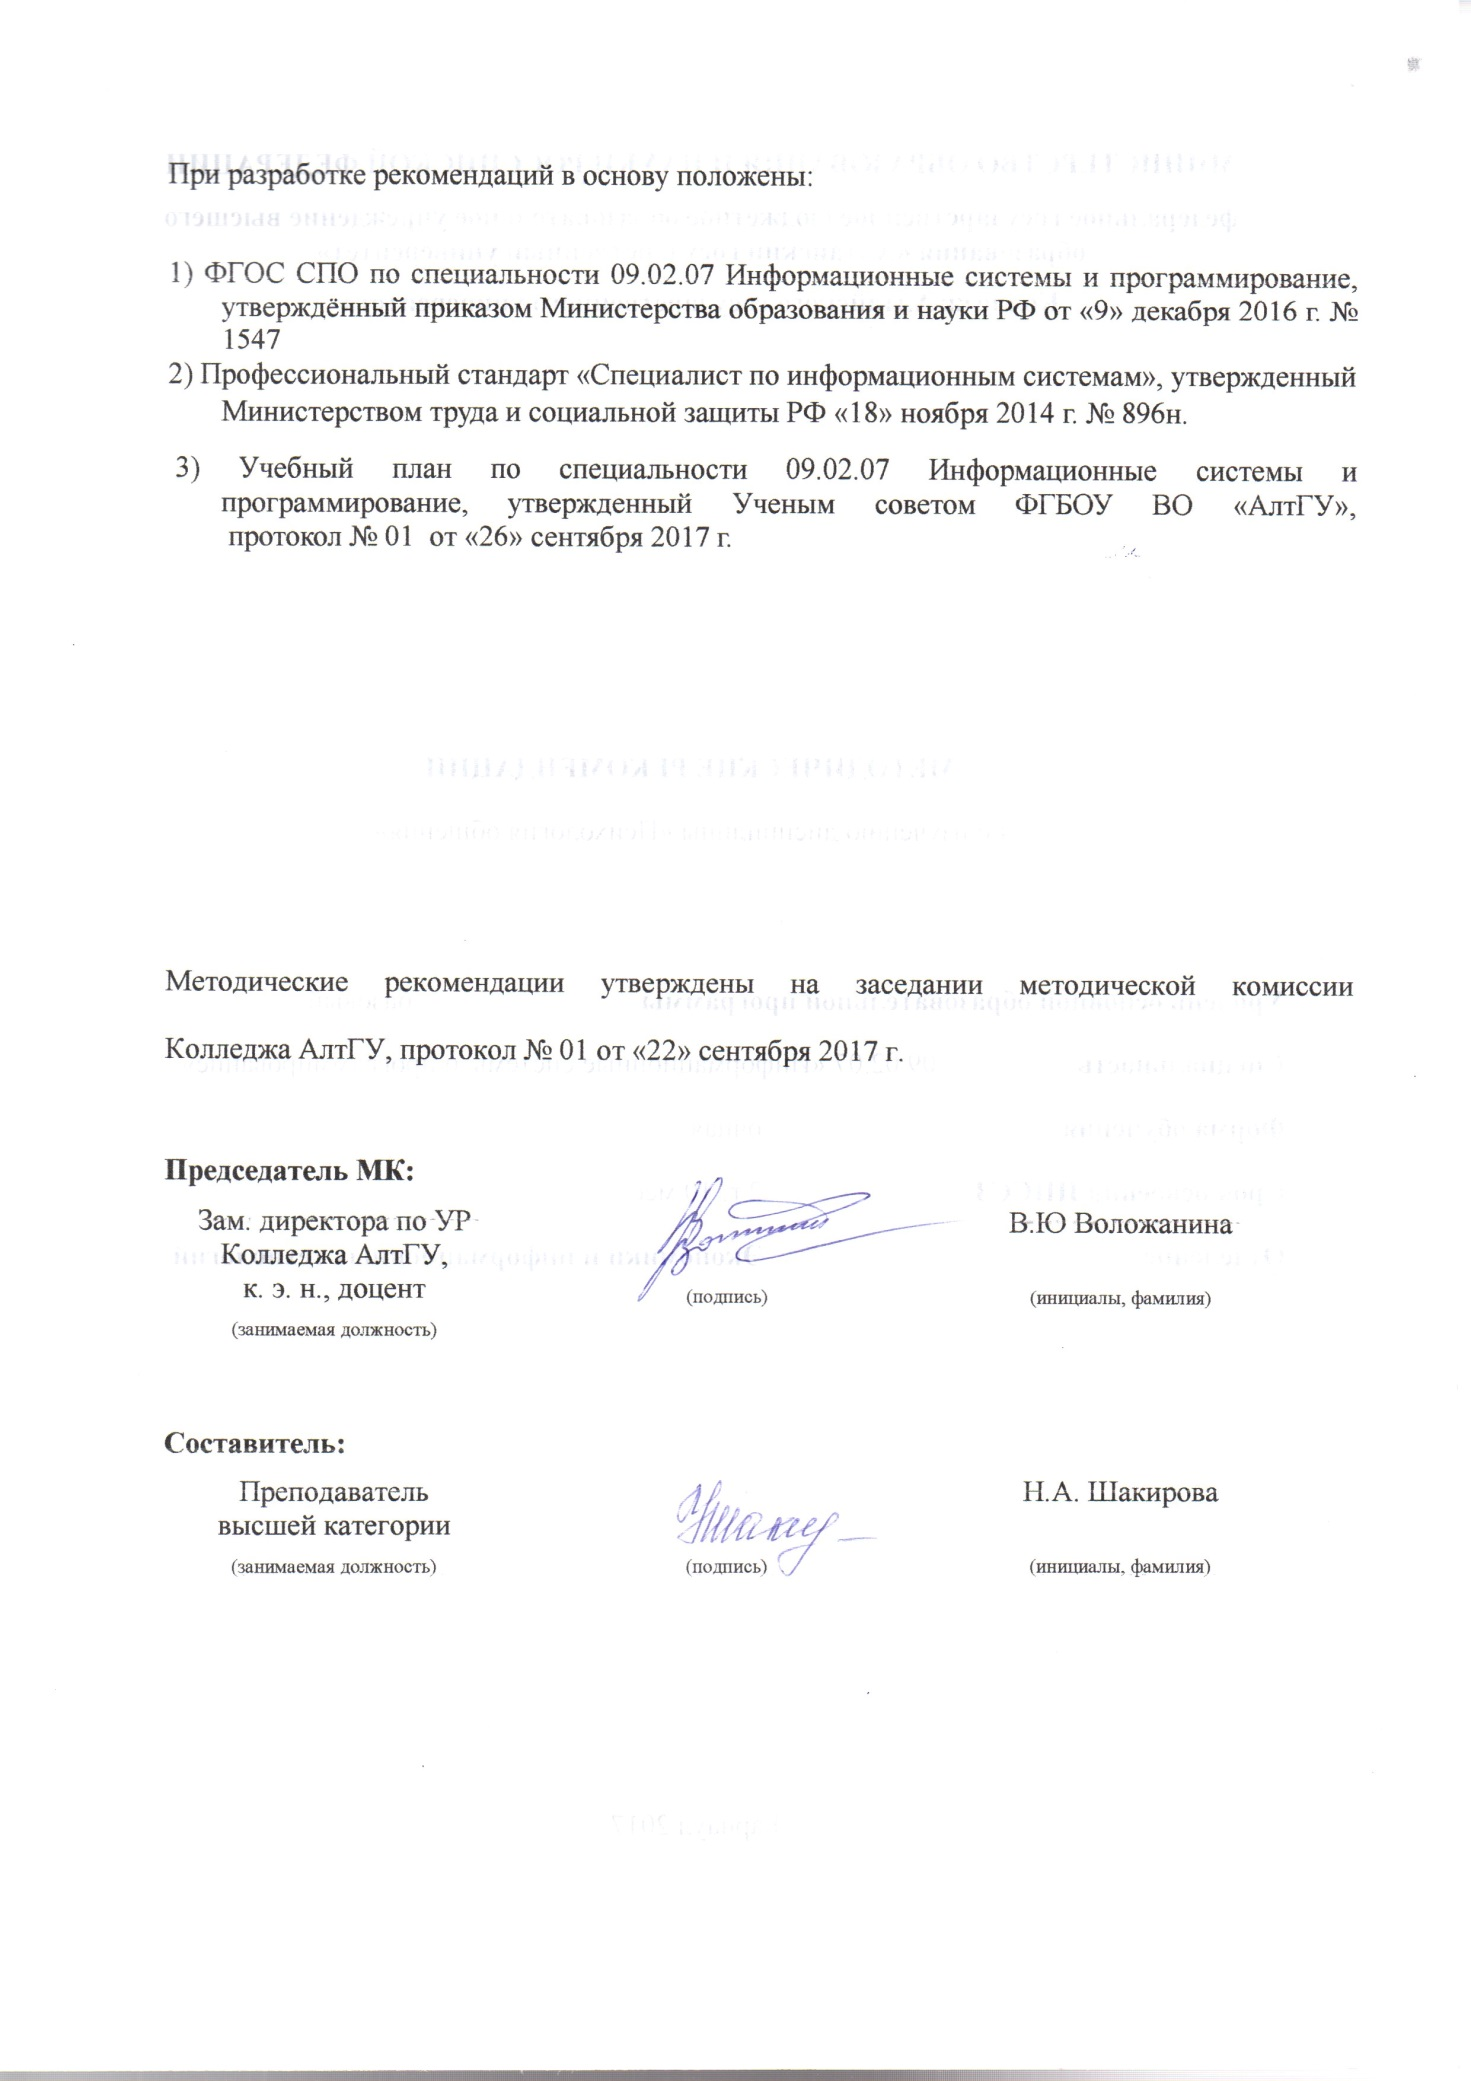 При разработке рекомендаций в основу положены:
1) ФГОС СПО по специальности 09.02.07 Информационные системы и программирование,
утверждённый приказом Министерства образования и науки РФ от «9» декабря 2016 г. №
1547
2) Профессиональный стандарт «Специалист по информационным системам», утвержденный
Министерством труда и социальной защиты РФ «18» ноября 2014 г. № 896н.
3) Учебный план по специальности 09.02.07 Информационные системы и
программирование, утвержденный Ученым советом ФГБОУ ВО «АлтГУ»,
протокол № 01 от «26» сентября 2017 г.
Методические рекомендации утверждены на заседании методической комиссии
Колледжа АлтГУ, протокол № 01 от «22» сентября 2017 г.
Председатель МК:
Зам. директора по УР
Колледжа АлтГУ,
к. э. н., доцент
(занимаемая должность)
(подпись)
В.Ю Воложанина
(инициалы, фамилия)
Составитель:
Преподаватель
высшей категории
(занимаемая должность)
(подпись)
Н.А. Шакирова
(инициалы, фамилия)